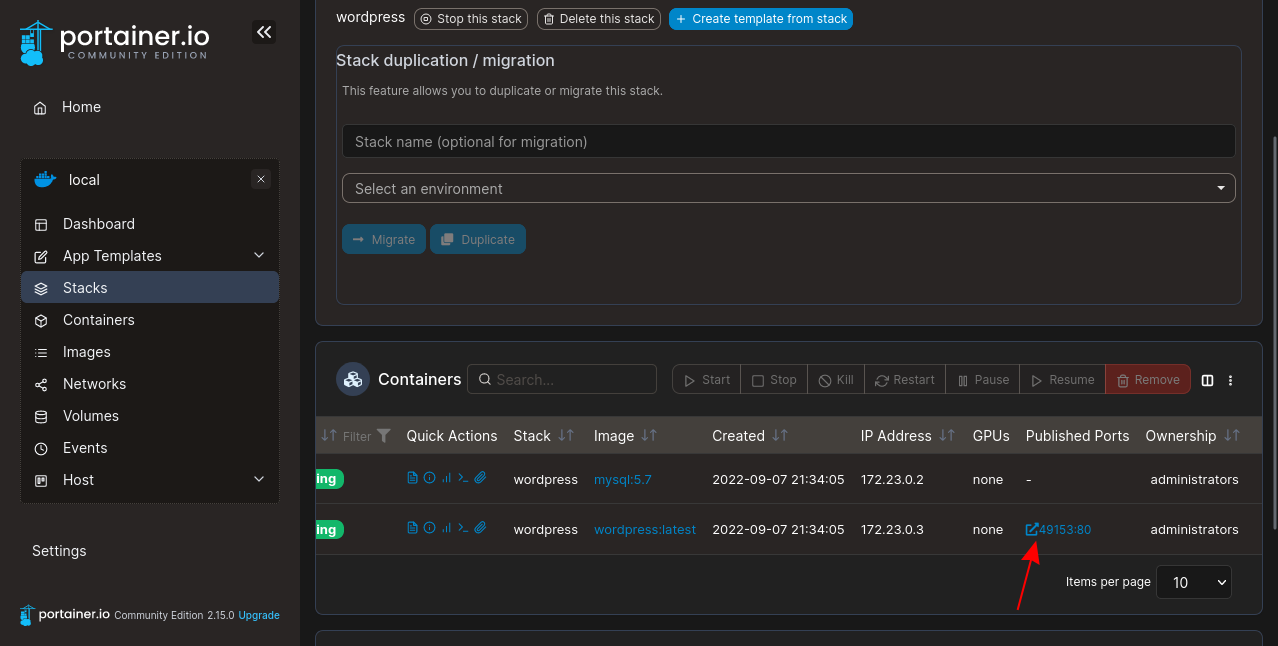 portainer.io
COMMUNITY EDITION
Home
local
Dashboard
App Templates
Stacks
Containers
Images
Networks
Volumes
Events
Host
Settings
portainer.io Community Edition 2.15.0 Upgrade
wordpress Stop this stack Delete this stack + Create template from stack
Stack duplication / migration
This feature allows you to duplicate or migrate this stack.
Stack name (optional for migration)
Select an environment
Migrate Duplicate
Containers Search... Start Stop Kill Restart Pause Resume Remove
Filter Quick Actions Stack Image Created IP Address GPUs Published Ports Ownership
ing wordpress mysql:5.7 2022-09-07 21:34:05 172.23.0.2 none - administrators
ing wordpress wordpress:latest 2022-09-07 21:34:05 172.23.0.3 none 49153:80 administrators
Items per page 10